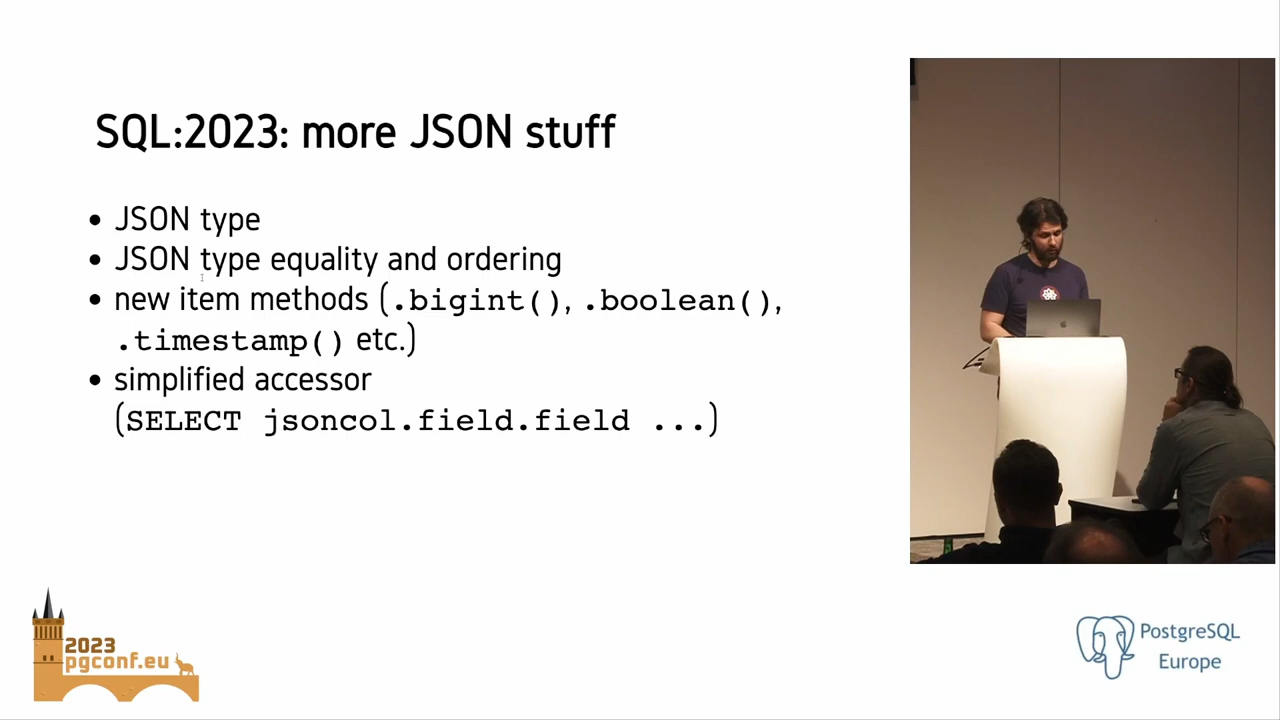 SQL:2023: more JSON stuff
• JSON type
• JSON type equality and ordering
• new item methods (.bigint(), .boolean(),
.timestamp() etc.)
• simplified accessor
(SELECT jsoncol.field.field ...)
2023
pgconf.eu
PostgreSQL
Europe